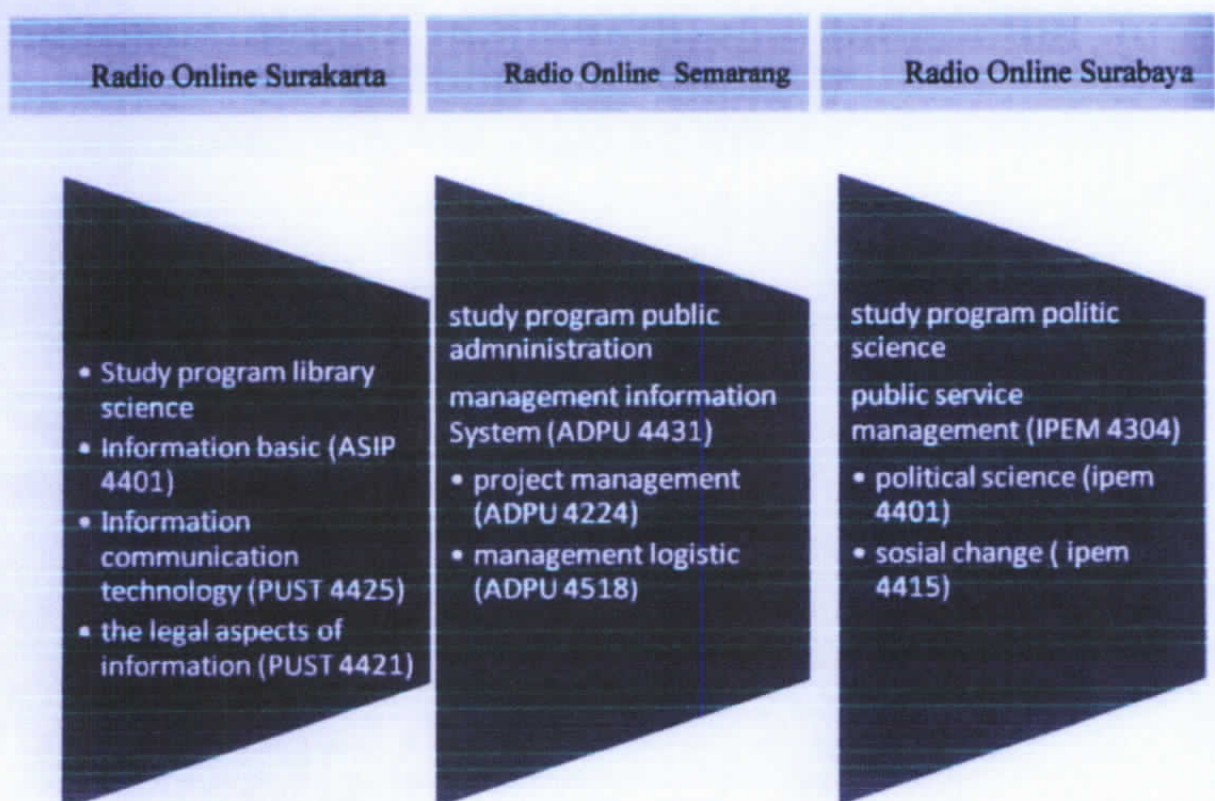 Radio Online Surakarta
Radio Online Semarang
Radio Online Surabaya
• Study program library
science
• Information basic (ASIP
4401)
• Information
communication
technology (PUST 4425)
• the legal aspects of
information (PUST 4421)
study program public
admninistration
management information
System (ADPU 4431)
• project management
(ADPU 4224)
• management logistic
(ADPU 4518)
study program politic
science
public service
management (IPEM 4304)
• political science (ipem
4401)
• sosial change ( ipem
4415)